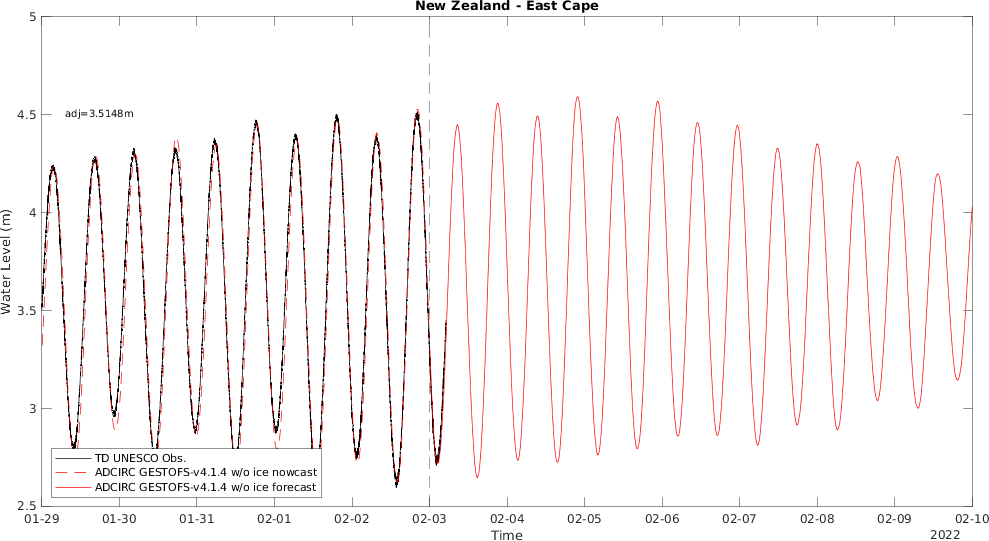 New Zealand - East Cape
5
4.5
4
3.5
3
2.5
Water Level (m)
adj=3.5148m
TD UNESCO Obs.
ADCIRC GESTOFS-v4.1.4 w/o ice nowcast
ADCIRC GESTOFS-v4.1.4 w/o ice forecast
01-29 01-30 01-31 02-01 02-02 02-03 02-04 02-05 02-06 02-07 02-08 02-09 02-10
Time
2022